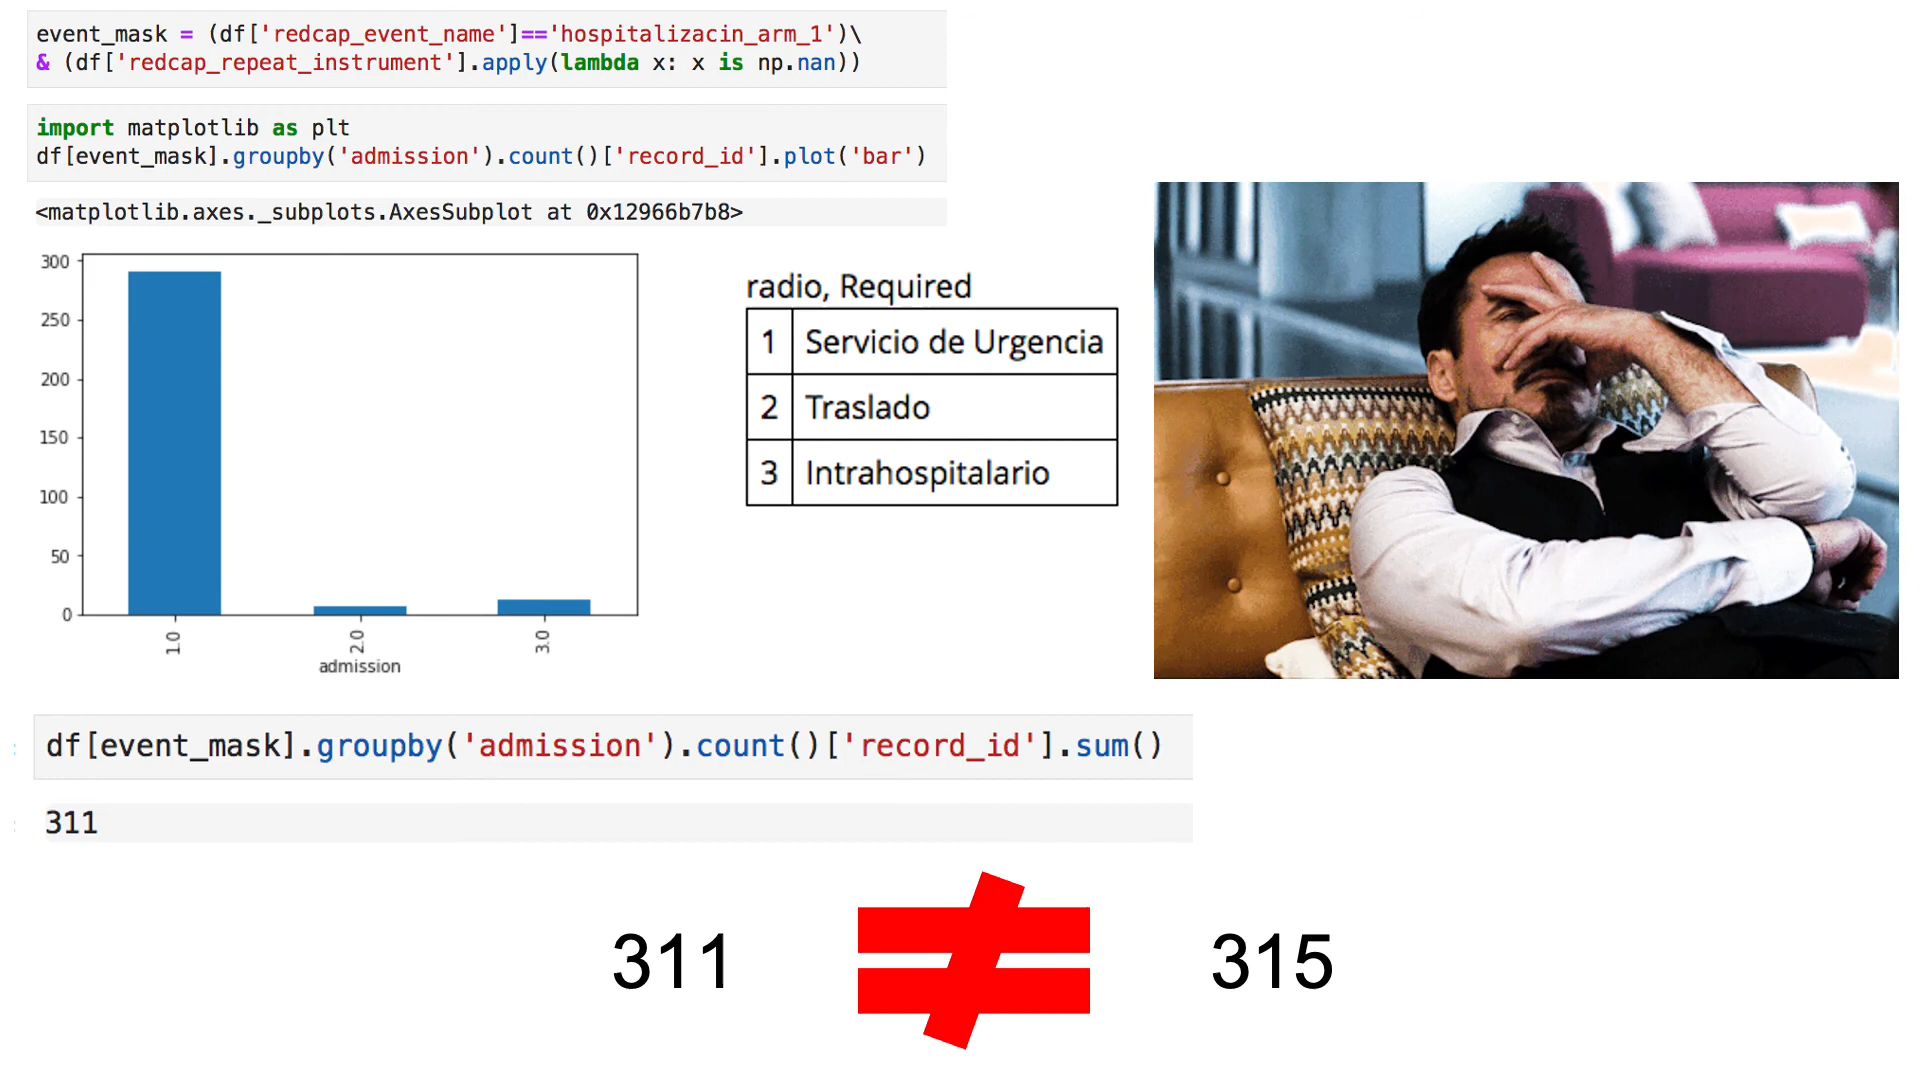 event_mask = (df['redcap_event_name']=='hospitalizacin_arm_1')\
& (df['redcap_repeat_instrument'].apply(lambda x: x is np.nan))
import matplotlib as plt
df[event_mask].groupby('admission').count()['record_id'].plot('bar')
<matplotlib.axes._subplots.AxesSubplot at 0x12966b7b8>
300
250
200
150
100
50
0
1.0
2.0
3.0
admission
radio, Required
1 Servicio de Urgencia
2 Traslado
3 Intrahospitalario
df[event_mask].groupby('admission').count()['record_id'].sum()
311
311 ≠ 315